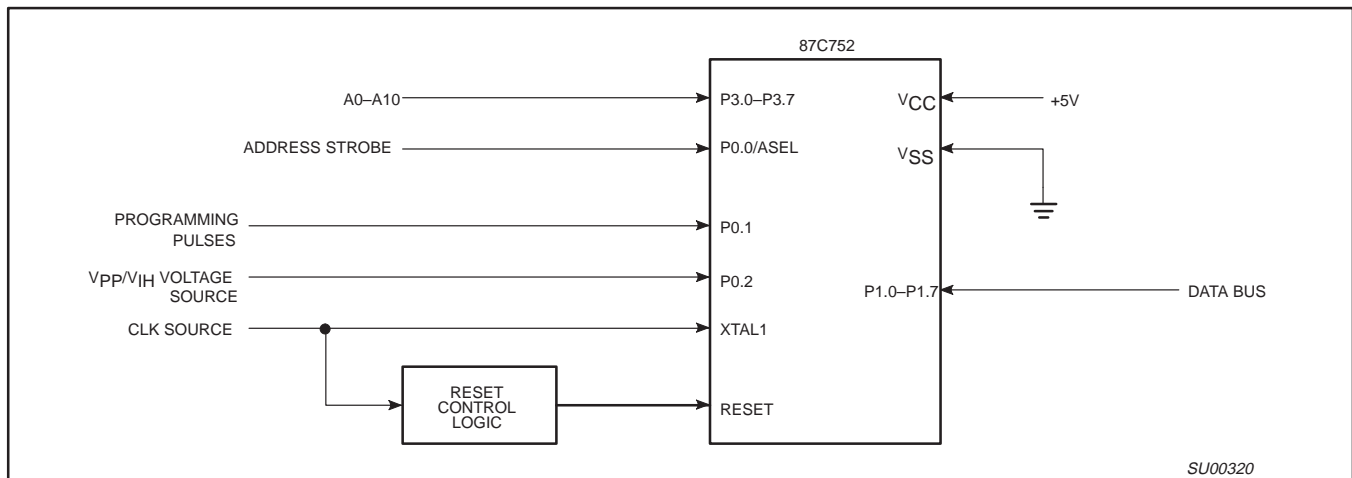 87C752
A0–A10
P3.0–P3.7
VCC
+5V
ADDRESS STROBE
P0.0/ASEL
VSS
PROGRAMMING
PULSES
P0.1
VPP/VIH VOLTAGE
SOURCE
P0.2
P1.0–P1.7
DATA BUS
CLK SOURCE
XTAL1
RESET
CONTROL
LOGIC
RESET
SU00320